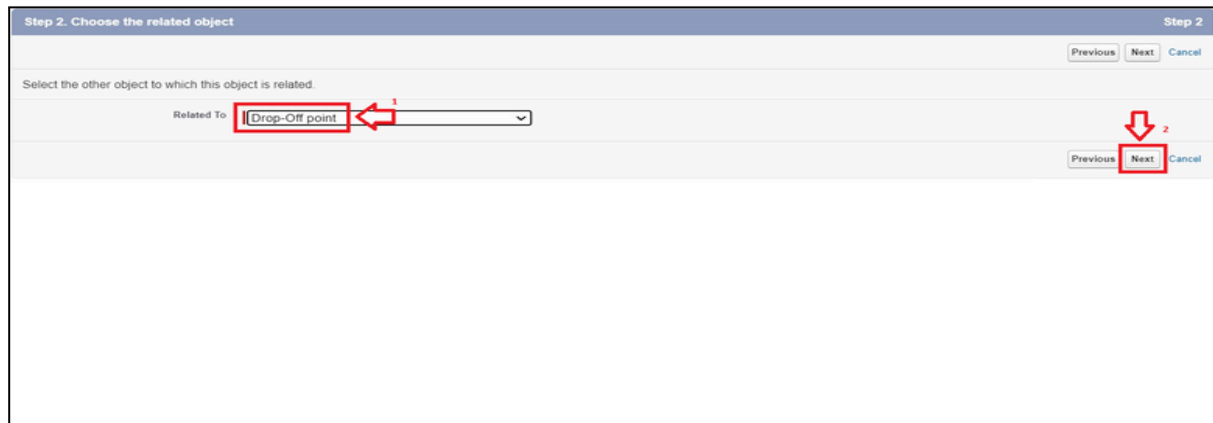 Step 2. Choose the related object Step 2
Previous Next Cancel
Select the other object to which this object is related.
Related To Drop-Off point 1
2
Previous Next Cancel